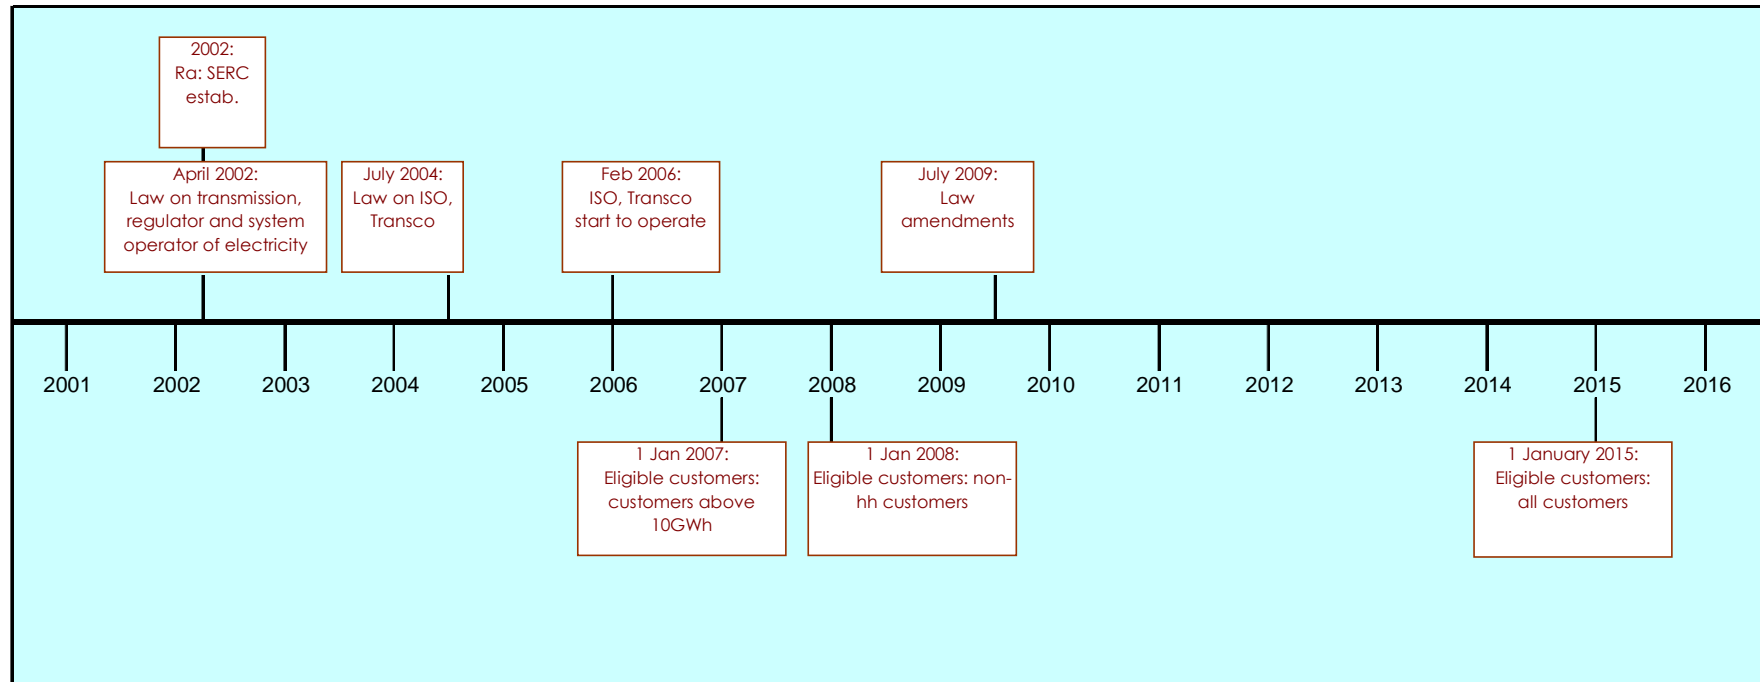 2002:
Ra: SERC
estab.
April 2002:
Law on transmission,
regulator and system
operator of electricity
July 2004:
Law on ISO,
Transco
Feb 2006:
ISO, Transco
start to operate
July 2009:
Law
amendments
2001 2002 2003 2004 2005 2006 2007 2008 2009 2010 2011 2012 2013 2014 2015 2016
1 Jan 2007:
Eligible customers:
customers above
10GWh
1 Jan 2008:
Eligible customers: non-
hh customers
1 January 2015:
Eligible customers:
all customers